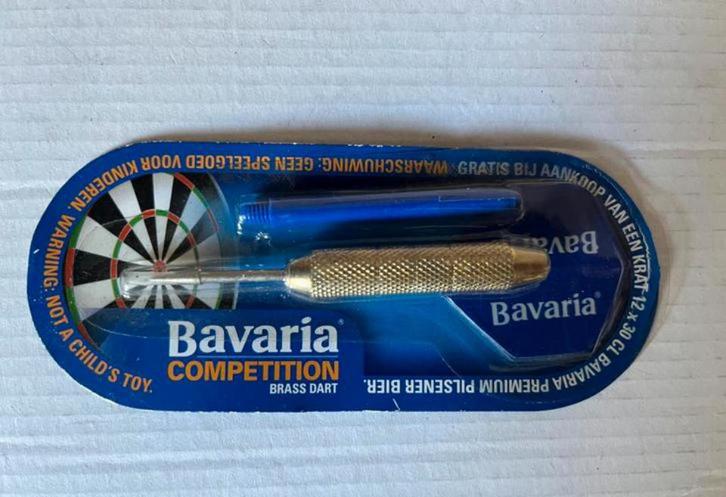 WAARSCHUWING: GEEN SPEELGOED VOOR KINDEREN. WARNING: NOT A CHILD'S TOY.
GRATIS BIJ AANKOOP VAN EEN KRAT 12 X 30 CL BAVARIA PREMIUM PILSENER BIER.
Bavaria
Bavaria®
Bavaria®
COMPETITION
BRASS DART